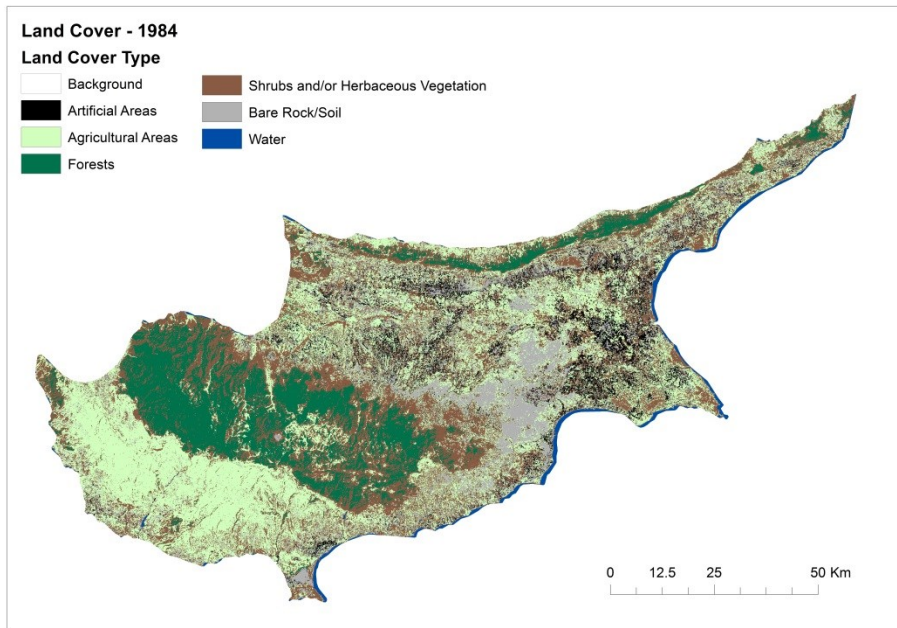 Land Cover - 1984
Land Cover Type
Background
Artificial Areas
Agricultural Areas
Forests
Shrubs and/or Herbaceous Vegetation
Bare Rock/Soil
Water
0 12.5 25 50 Km